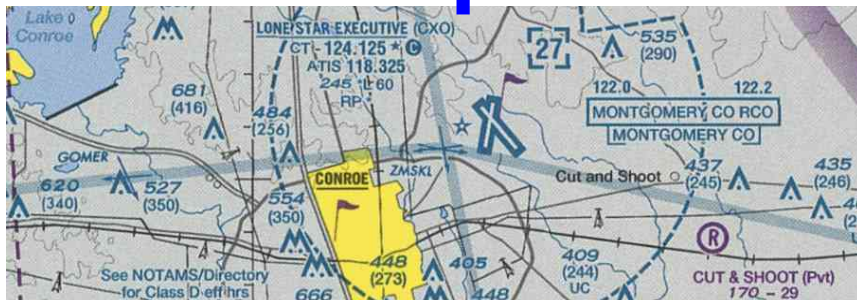 Lake
Conroe
681
(416)
GOMER
620
(340)
527
(350)
See NOTAMS/Directory
for Class D eff hrs
LONE STAR EXECUTIVE (CXO)
CT - 124.125 ★ C
ATIS 118.325
245 L 60
RP
484
(256)
CONROE
554
(350)
666
448
(273)
ZMSKL
405
448
27
535
(290)
122.0 122.2
MONTGOMERY CO RCO
MONTGOMERY CO
Cut and Shoot
437
(245)
435
(246)
409
(244)
UC
R
CUT & SHOOT (Pvt)
170 - 29